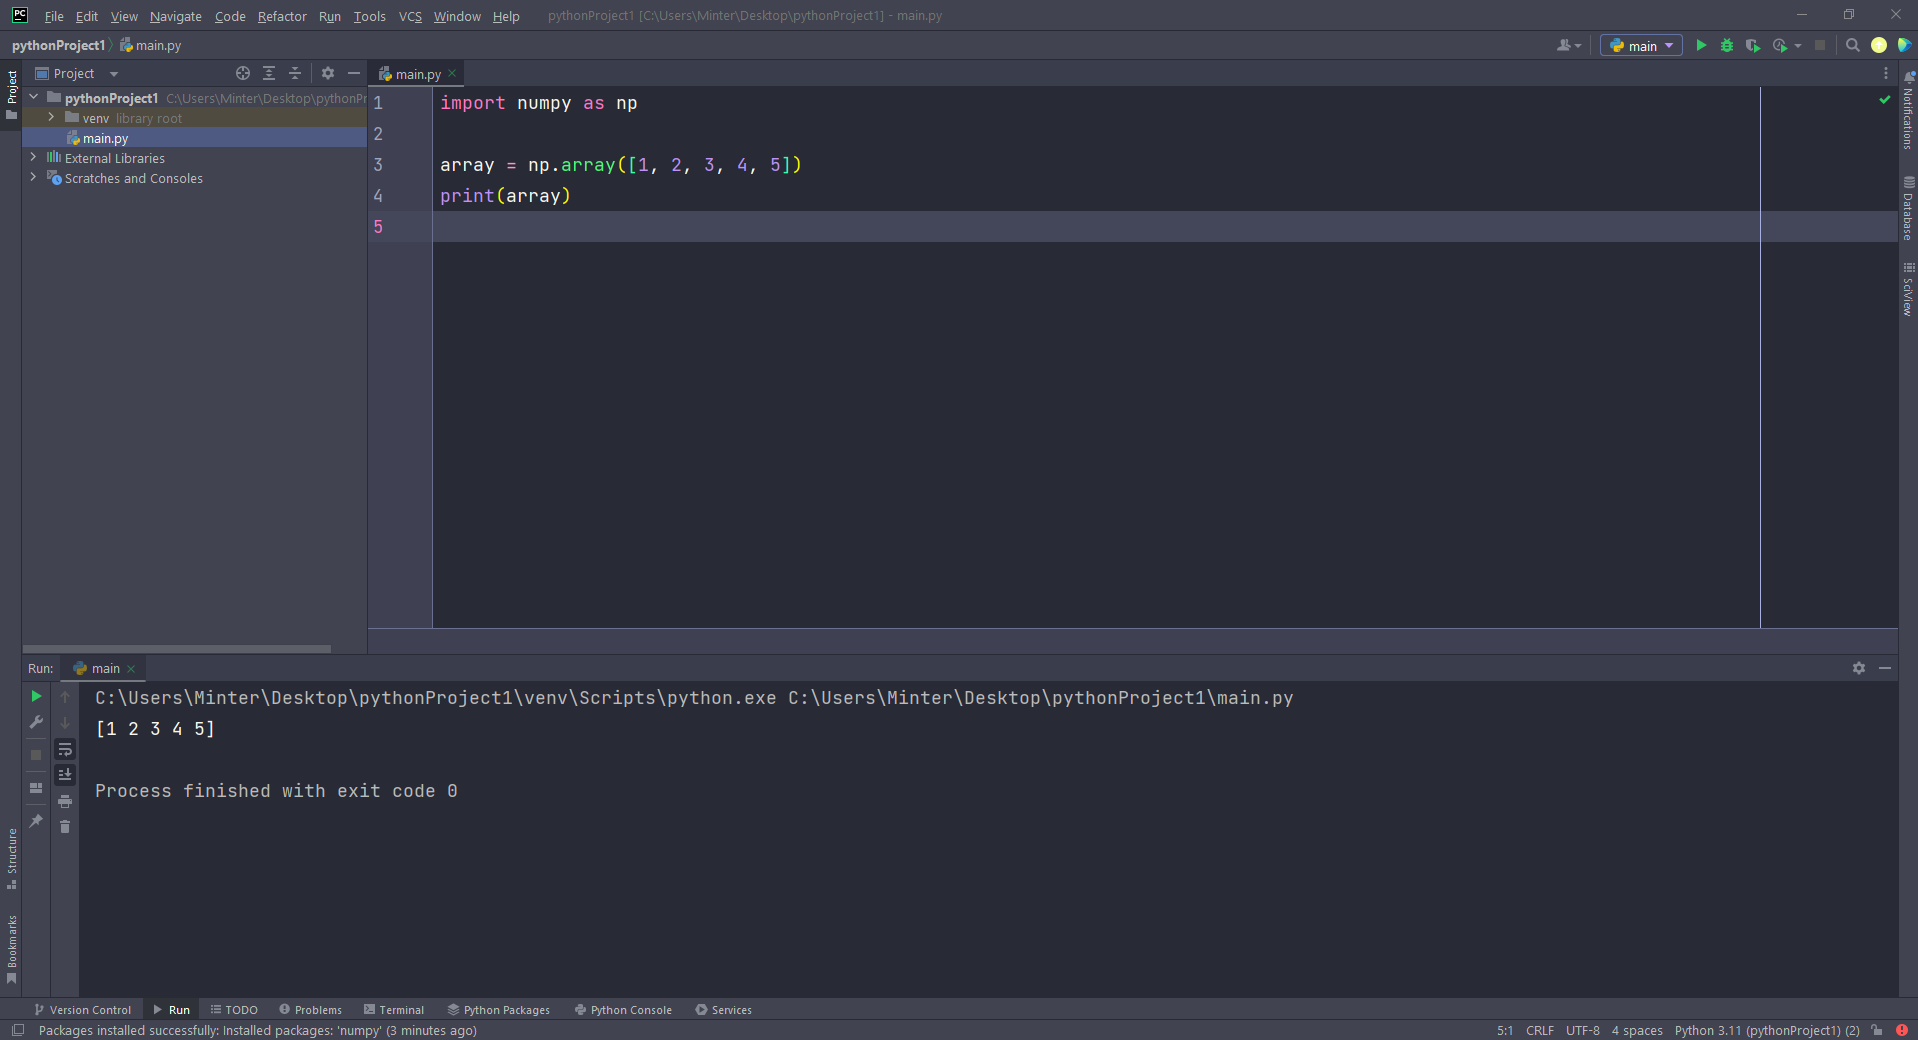 PC File Edit View Navigate Code Refactor Run Tools VCS Window Help pythonProject1 [C:\Users\Minter\Desktop\pythonProject1] - main.py
pythonProject1 main.py main
Project
Project
main.py
pythonProject1 C:\Users\Minter\Desktop\pythonPr
venv library root
main.py
External Libraries
Scratches and Consoles
1 import numpy as np
2
3 array = np.array([1, 2, 3, 4, 5])
4 print(array)
5
Notifications
Database
SciView
Run: main
C:\Users\Minter\Desktop\pythonProject1\venv\Scripts\python.exe C:\Users\Minter\Desktop\pythonProject1\main.py
[1 2 3 4 5]
Process finished with exit code 0
Structure
Bookmarks
Version Control Run TODO Problems Terminal Python Packages Python Console Services
Packages installed successfully: Installed packages: 'numpy' (3 minutes ago) 5:1 CRLF UTF-8 4 spaces Python 3.11 (pythonProject1) (2)